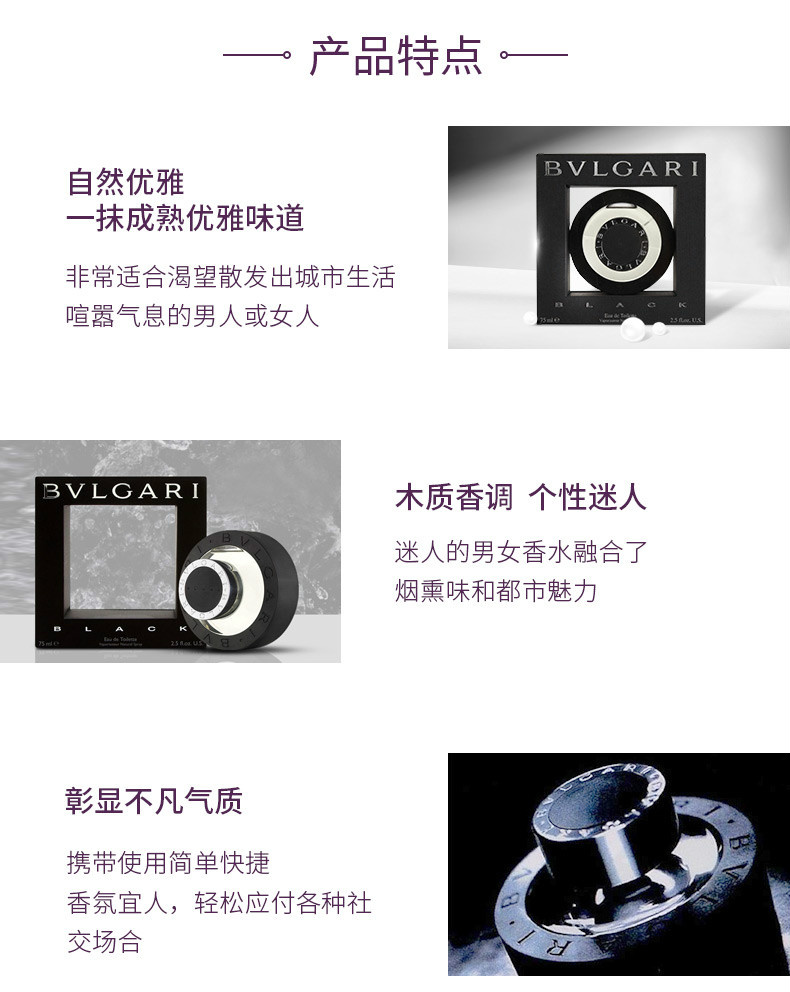 产品特点
自然优雅
一抹成熟优雅味道
非常适合渴望散发出城市生活
喧嚣气息的男人或女人
BVLGARI
BVLGARI·BVLGARI
BLACK
75 ml e
Eau de Toilette
2.5 fl.oz. U.S.
BVLGARI
BVLGARI·BV
BLACK
75 ml e
Eau de Toilette
Vaporisateur Natural Spray
2.5 fl.oz. U.S.
木质香调 个性迷人
迷人的男女香水融合了
烟熏味和都市魅力
彰显不凡气质
携带使用简单快捷
香氛宜人，轻松应付各种社
交场合
BVLGARI